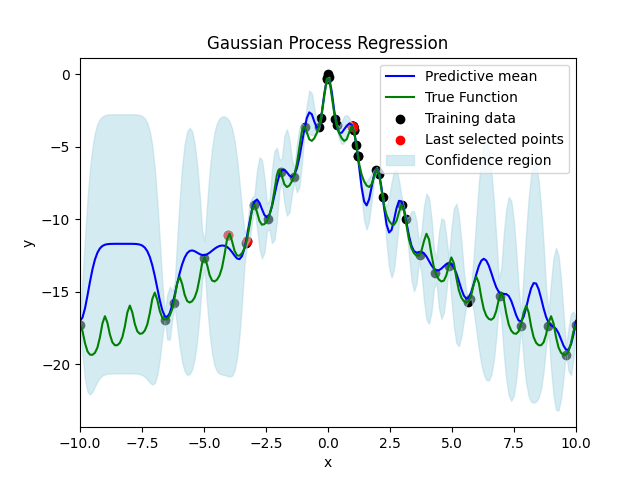 Gaussian Process Regression
Predictive mean
True Function
Training data
Last selected points
Confidence region
y
0
−5
−10
−15
−20
−10.0 −7.5 −5.0 −2.5 0.0 2.5 5.0 7.5 10.0
x